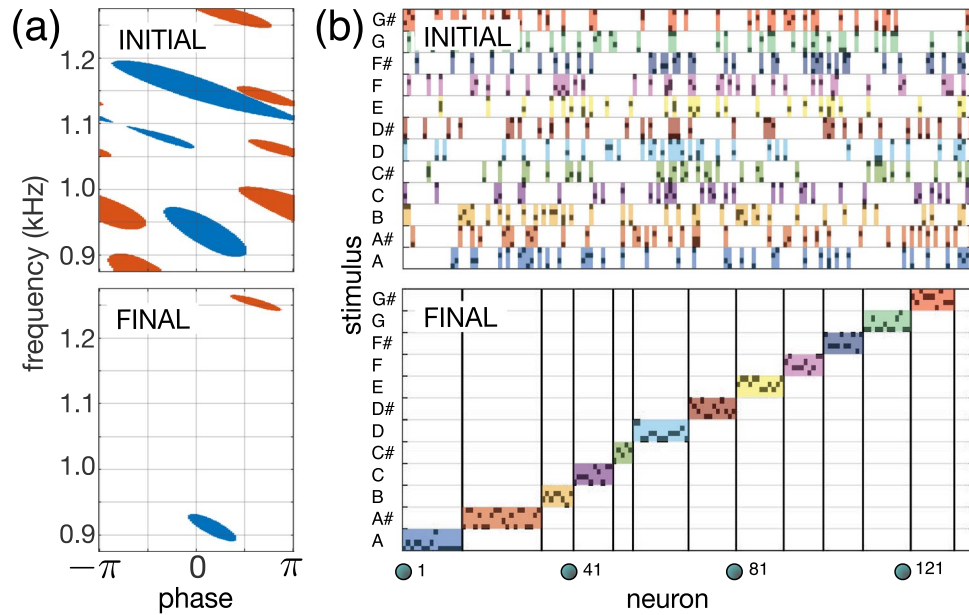 (a)
INITIAL
1.2
1.1
1.0
0.9
frequency (kHz)
FINAL
1.2
1.1
1.0
0.9
−π 0 π
phase
(b)
INITIAL
G#
G
F#
F
E
D#
D
C#
C
B
A#
A
stimulus
FINAL
G#
G
F#
F
E
D#
D
C#
C
B
A#
A
1 41 81 121
neuron